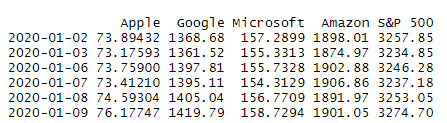 Apple Google Microsoft Amazon S&P 500
2020-01-02 73.89432 1368.68 157.2899 1898.01 3257.85
2020-01-03 73.17593 1361.52 155.3313 1874.97 3234.85
2020-01-06 73.75900 1397.81 155.7328 1902.88 3246.28
2020-01-07 73.41210 1395.11 154.3129 1906.86 3237.18
2020-01-08 74.59304 1405.04 156.7709 1891.97 3253.05
2020-01-09 76.17747 1419.79 158.7294 1901.05 3274.70